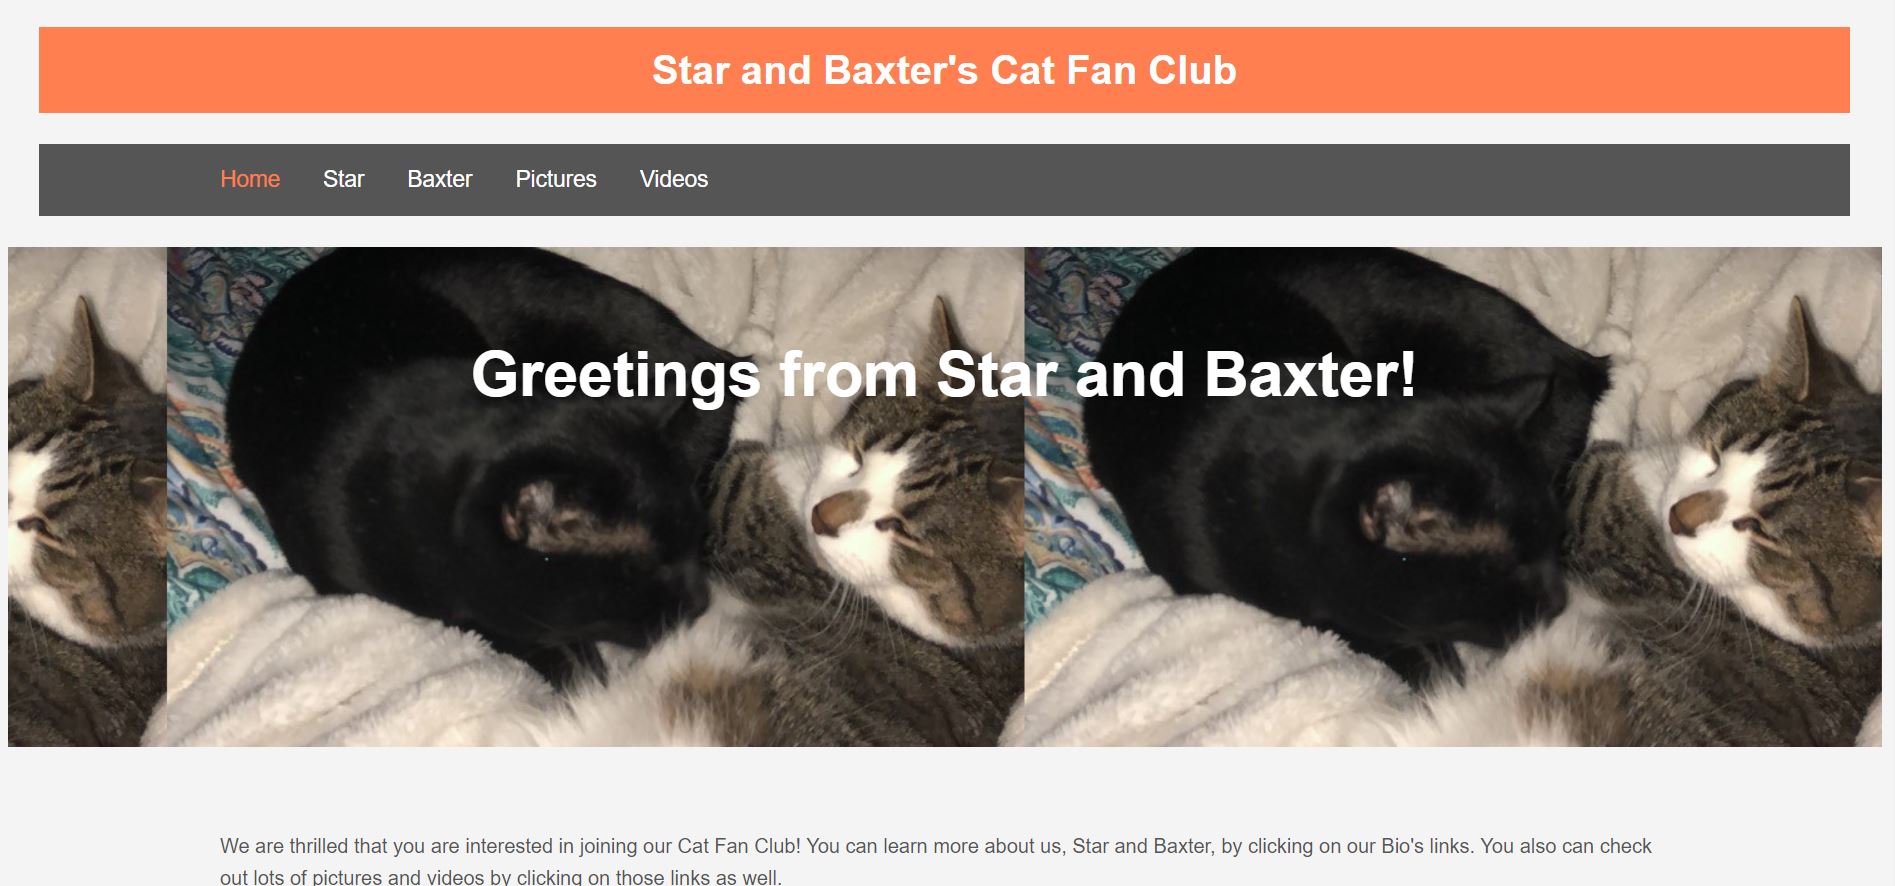 Star and Baxter's Cat Fan Club
Home Star Baxter Pictures Videos
Greetings from Star and Baxter!
We are thrilled that you are interested in joining our Cat Fan Club! You can learn more about us, Star and Baxter, by clicking on our Bio's links. You also can check
out lots of pictures and videos by clicking on those links as well.